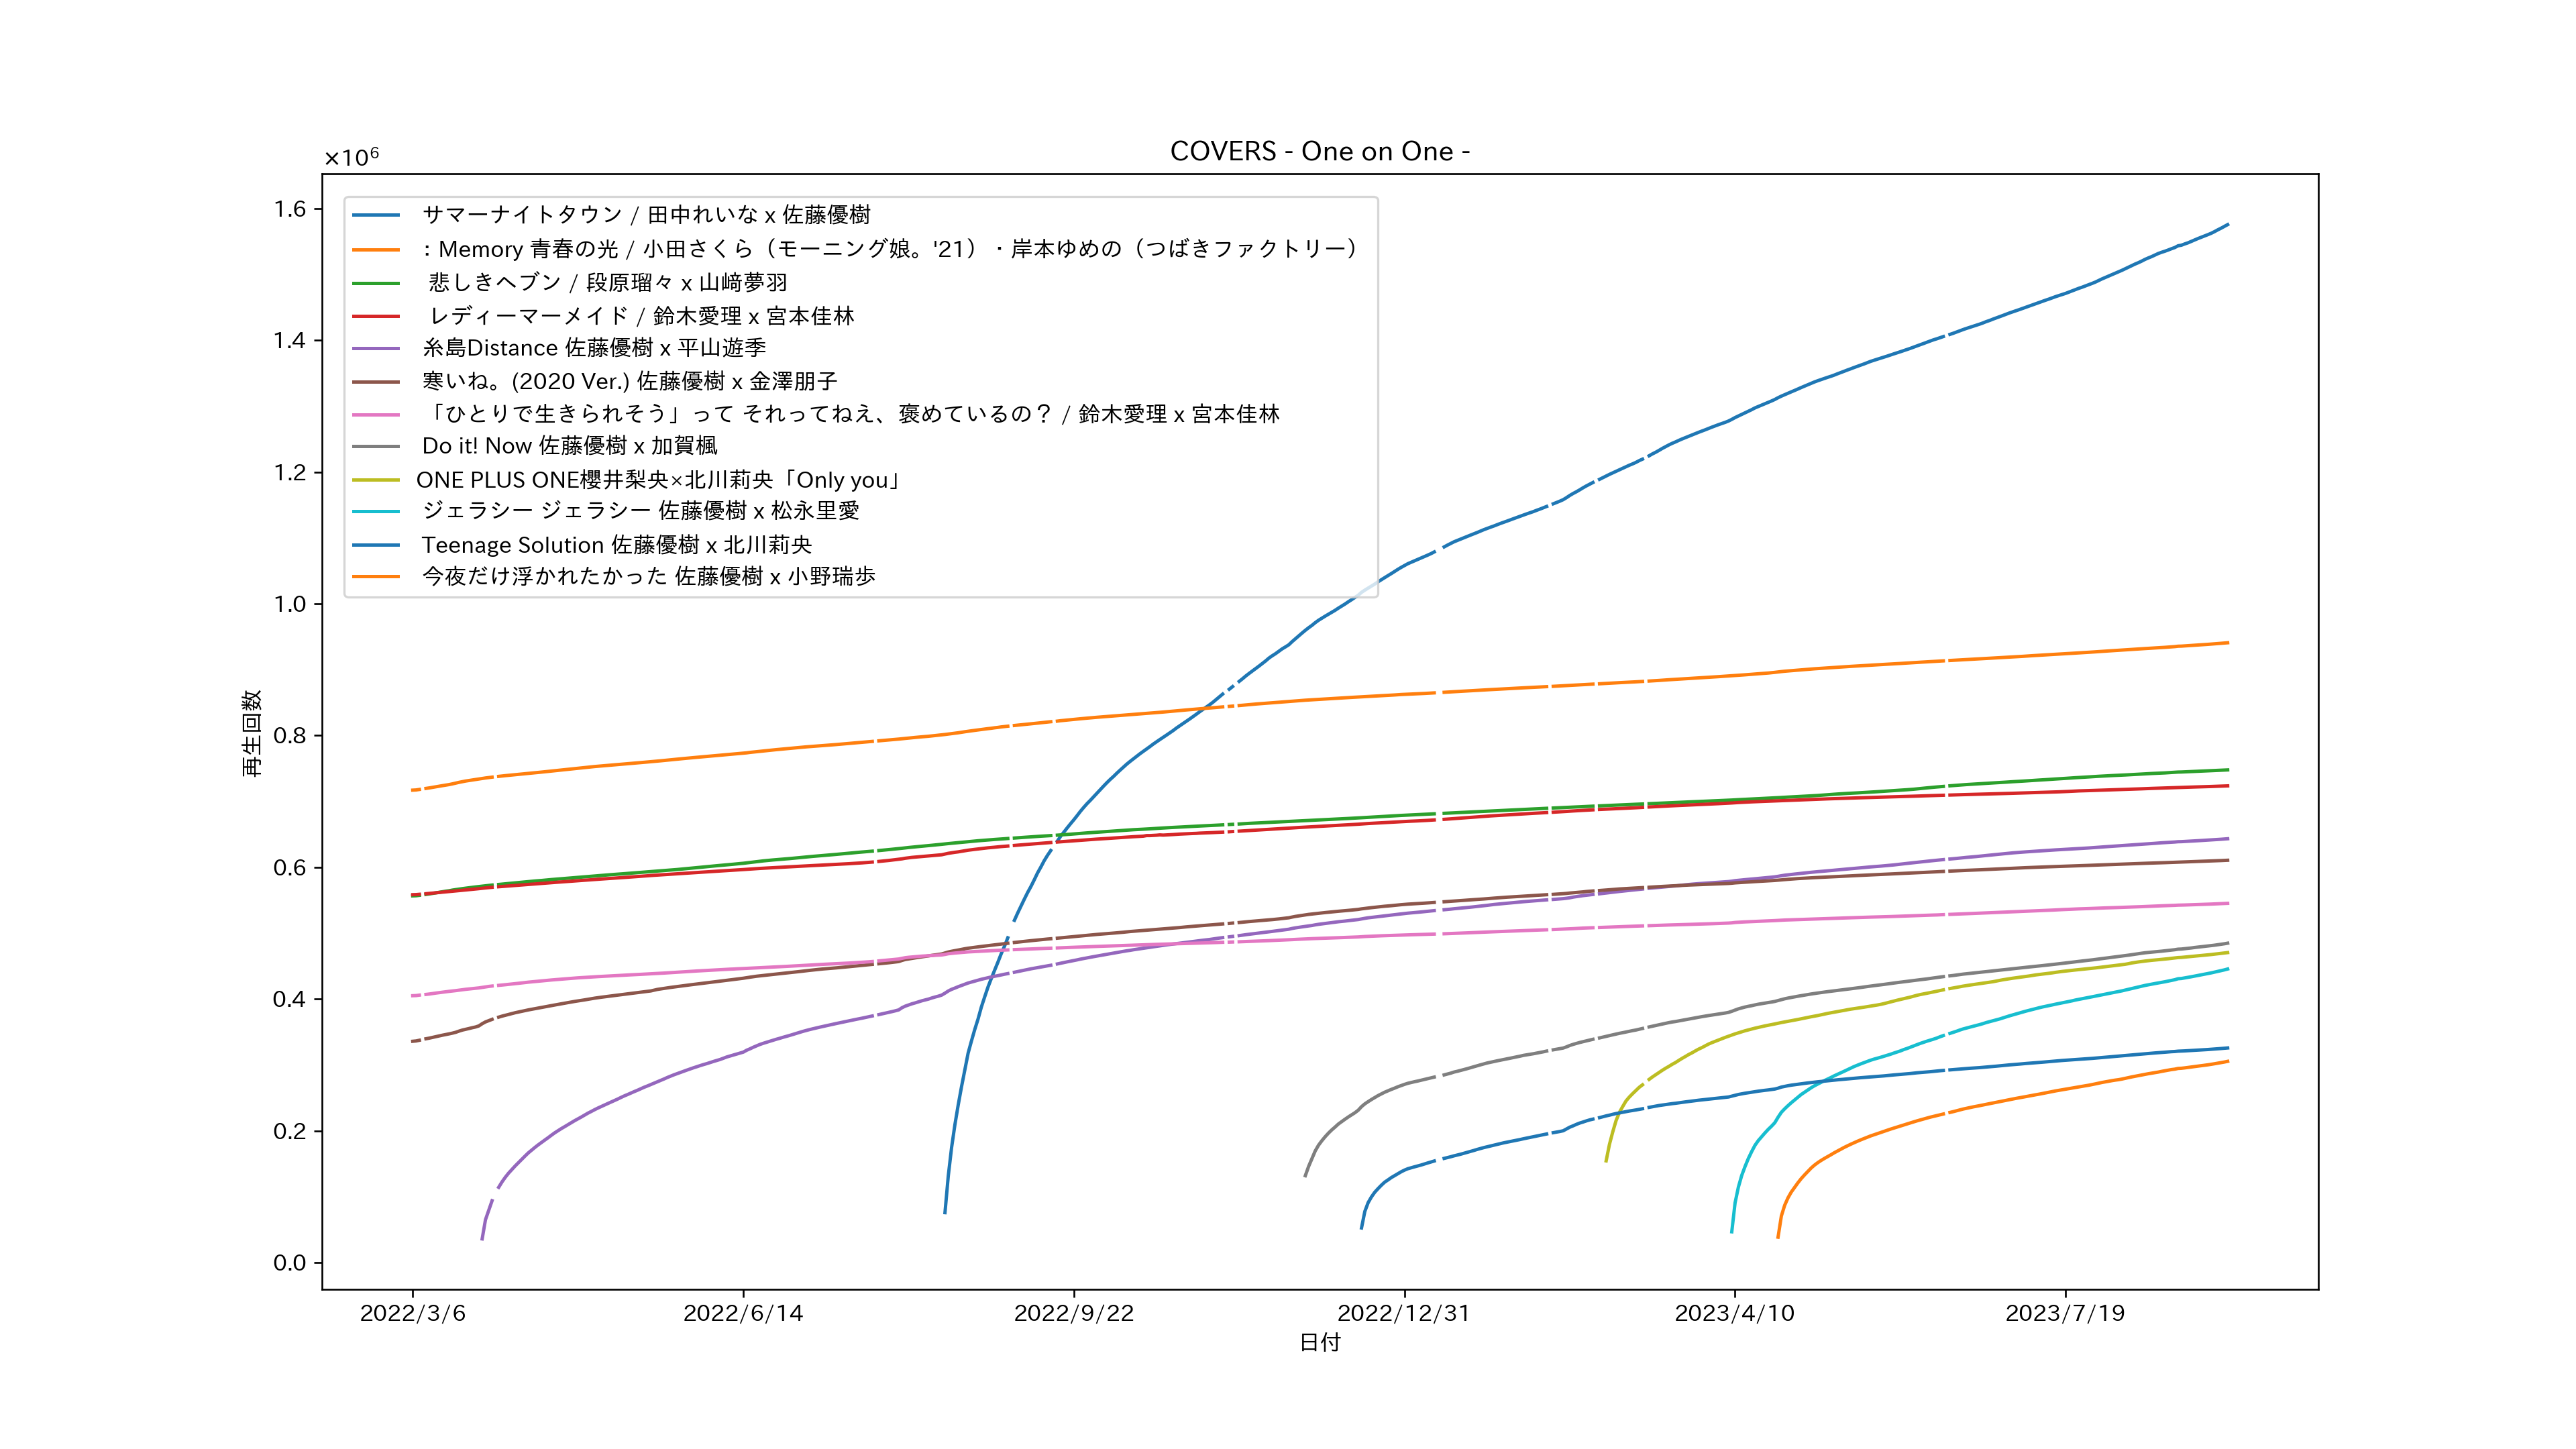 COVERS - One on One -
×10⁶
1.6
1.4
1.2
1.0
0.8
0.6
0.4
0.2
0.0
再生回数
サマーナイトタウン / 田中れいな x 佐藤優樹
: Memory 青春の光 / 小田さくら（モーニング娘。'21）・岸本ゆめの（つばきファクトリー）
悲しきヘブン / 段原瑠々 x 山﨑夢羽
レディーマーメイド / 鈴木愛理 x 宮本佳林
糸島Distance 佐藤優樹 x 平山遊季
寒いね。(2020 Ver.) 佐藤優樹 x 金澤朋子
「ひとりで生きられそう」って それってねえ、褒めているの？ / 鈴木愛理 x 宮本佳林
Do it! Now 佐藤優樹 x 加賀楓
ONE PLUS ONE櫻井梨央×北川莉央「Only you」
ジェラシー ジェラシー 佐藤優樹 x 松永里愛
Teenage Solution 佐藤優樹 x 北川莉央
今夜だけ浮かれたかった 佐藤優樹 x 小野瑞歩
2022/3/6 2022/6/14 2022/9/22 2022/12/31 2023/4/10 2023/7/19
日付